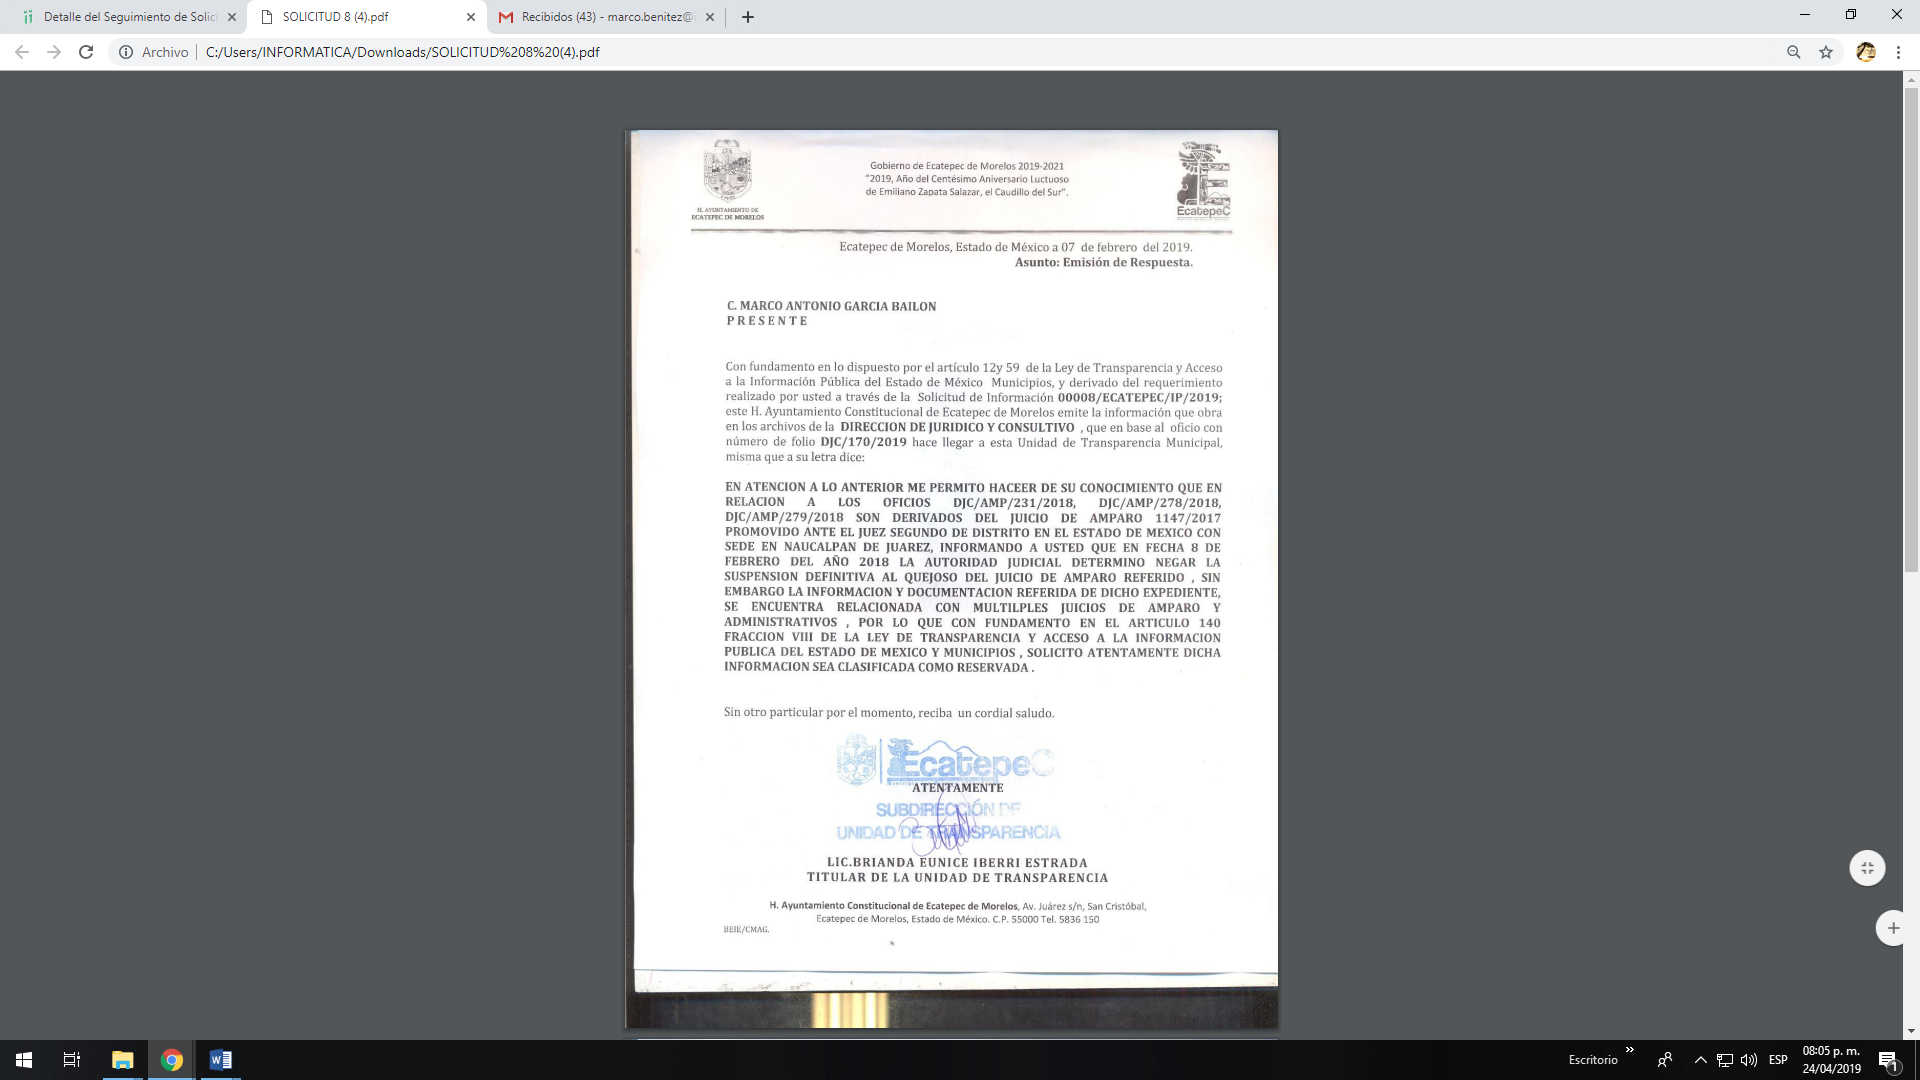 Detalle del Seguimiento de Solici
SOLICITUD 8 (4).pdf
Recibidos (43) - marco.benitez@
Archivo
C:/Users/INFORMATICA/Downloads/SOLICITUD%208%20(4).pdf
H. AYUNTAMIENTO DE
ECATEPEC DE MORELOS
Gobierno de Ecatepec de Morelos 2019-2021
“2019, Año del Centésimo Aniversario Luctuoso
de Emiliano Zapata Salazar, el Caudillo del Sur”.
EcatepeC
Ecatepec de Morelos, Estado de México a 07 de febrero del 2019.
Asunto: Emisión de Respuesta.
C. MARCO ANTONIO GARCIA BAILON
P R E S E N T E
Con fundamento en lo dispuesto por el artículo 12y 59 de la Ley de Transparencia y Acceso
a la Información Pública del Estado de México Municipios, y derivado del requerimiento
realizado por usted a través de la Solicitud de Información 00008/ECATEPEC/IP/2019;
este H. Ayuntamiento Constitucional de Ecatepec de Morelos emite la información que obra
en los archivos de la DIRECCION DE JURIDICO Y CONSULTIVO , que en base al oficio con
número de folio DJC/170/2019 hace llegar a esta Unidad de Transparencia Municipal,
misma que a su letra dice:
EN ATENCION A LO ANTERIOR ME PERMITO HACEER DE SU CONOCIMIENTO QUE EN
RELACION A LOS OFICIOS DJC/AMP/231/2018, DJC/AMP/278/2018,
DJC/AMP/279/2018 SON DERIVADOS DEL JUICIO DE AMPARO 1147/2017
PROMOVIDO ANTE EL JUEZ SEGUNDO DE DISTRITO EN EL ESTADO DE MEXICO CON
SEDE EN NAUCALPAN DE JUAREZ, INFORMANDO A USTED QUE EN FECHA 8 DE
FEBRERO DEL AÑO 2018 LA AUTORIDAD JUDICIAL DETERMINO NEGAR LA
SUSPENSION DEFINITIVA AL QUEJOSO DEL JUICIO DE AMPARO REFERIDO , SIN
EMBARGO LA INFORMACION Y DOCUMENTACION REFERIDA DE DICHO EXPEDIENTE,
SE ENCUENTRA RELACIONADA CON MULTILPLES JUICIOS DE AMPARO Y
ADMINISTRATIVOS , POR LO QUE CON FUNDAMENTO EN EL ARTICULO 140
FRACCION VIII DE LA LEY DE TRANSPARENCIA Y ACCESO A LA INFORMACION
PUBLICA DEL ESTADO DE MEXICO Y MUNICIPIOS , SOLICITO ATENTAMENTE DICHA
INFORMACION SEA CLASIFICADA COMO RESERVADA .
Sin otro particular por el momento, reciba un cordial saludo.
EcatepeC
ATENTAMENTE
SUBDIRECCIÓN DE
UNIDAD DE TRANSPARENCIA
LIC.BRIANDA EUNICE IBERRI ESTRADA
TITULAR DE LA UNIDAD DE TRANSPARENCIA
H. Ayuntamiento Constitucional de Ecatepec de Morelos, Av. Juárez s/n, San Cristóbal,
Ecatepec de Morelos, Estado de México. C.P. 55000 Tel. 5836 150
BEIE/CMAG.
Escritorio
ESP
08:05 p. m.
24/04/2019
1